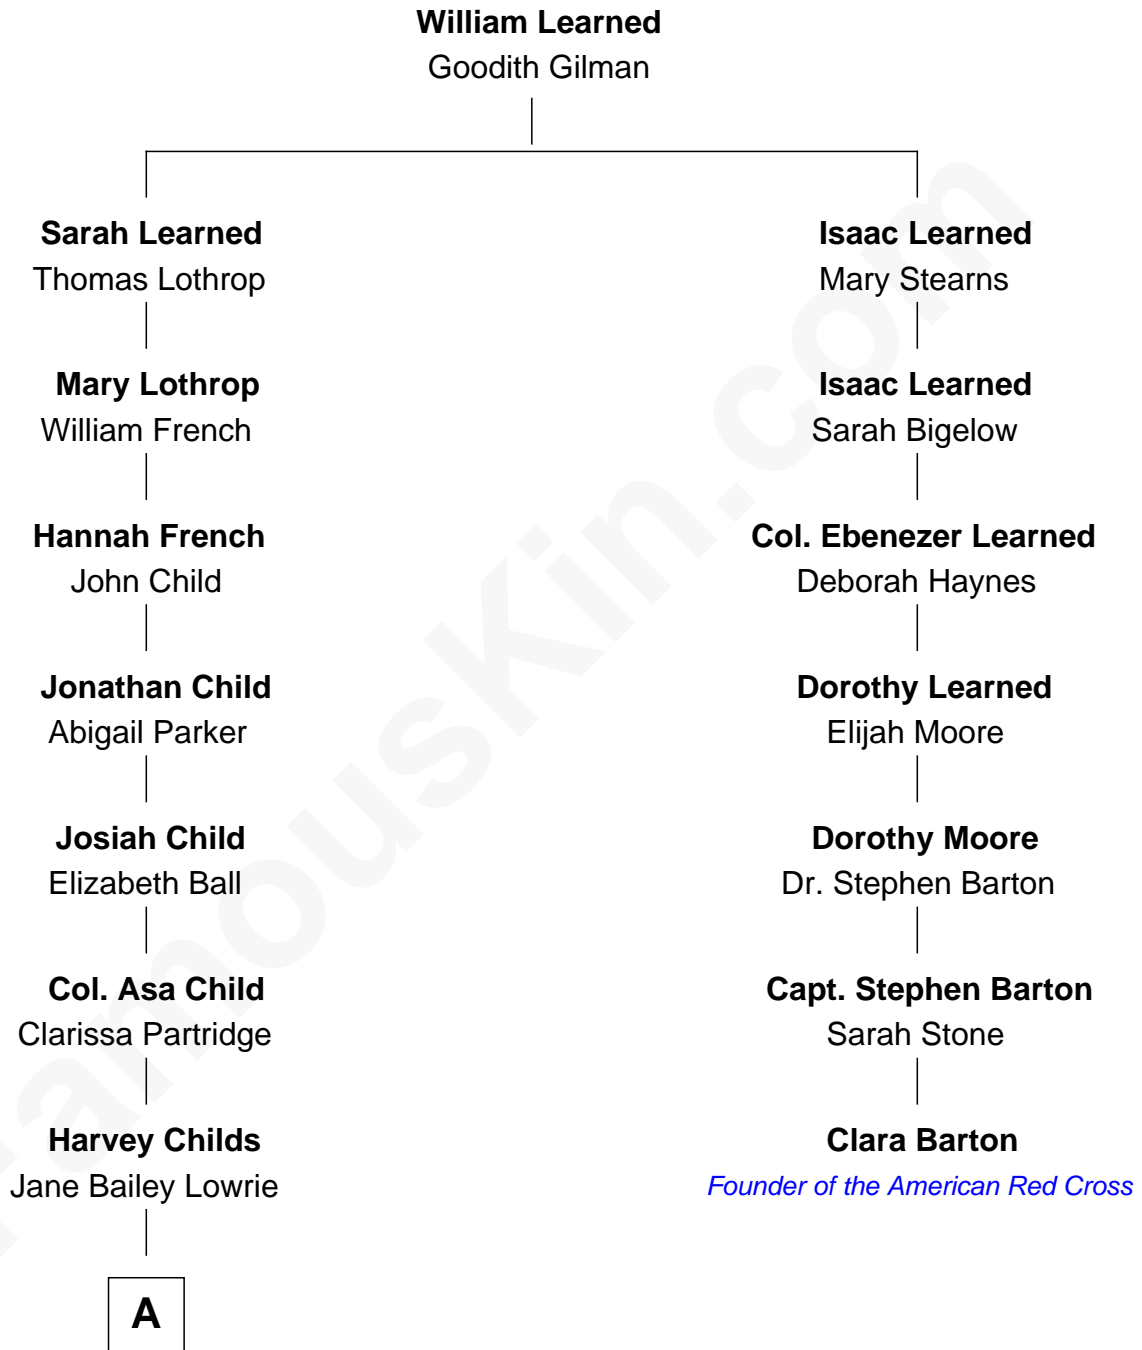 William Learned
Goodith Gilman
Sarah Learned
Thomas Lothrop
Isaac Learned
Mary Stearns
Mary Lothrop
William French
Isaac Learned
Sarah Bigelow
Hannah French
John Child
Col. Ebenezer Learned
Deborah Haynes
Jonathan Child
Abigail Parker
Dorothy Learned
Elijah Moore
Josiah Child
Elizabeth Ball
Dorothy Moore
Dr. Stephen Barton
Col. Asa Child
Clarissa Partridge
Capt. Stephen Barton
Sarah Stone
Harvey Childs
Jane Bailey Lowrie
Clara Barton
Founder of the American Red Cross
A
FamousKin.com